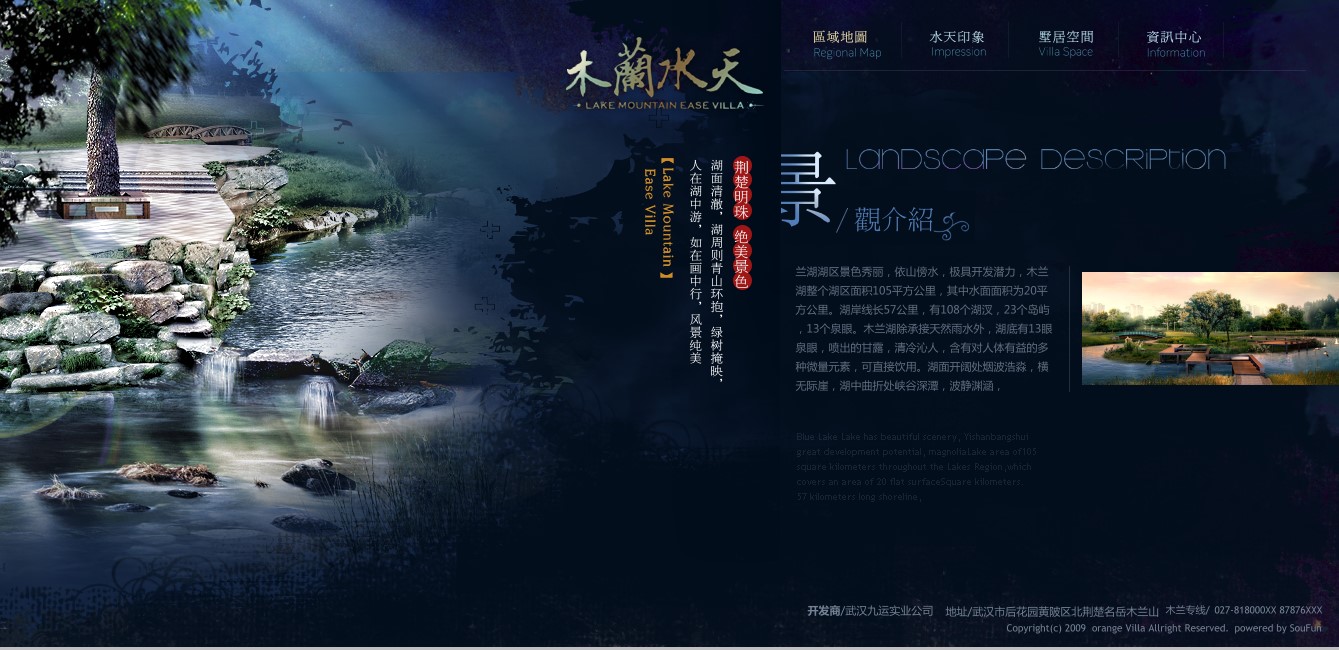 木蘭水天
• LAKE MOUNTAIN EASE VILLA •
區域地圖
Regional Map
水天印象
Impression
墅居空間
Villa Space
資訊中心
Information
荆楚明珠 绝美景色
湖面清澈，湖周则青山环抱，绿树掩映，
人在湖中游，如在画中行，风景纯美
【Lake Mountain】
Ease Villa
景
Landscape Description
/ 觀介紹
兰湖湖区景色秀丽，依山傍水，极具开发潜力，木兰
湖整个湖区面积105平方公里，其中水面面积为20平
方公里。湖岸线长57公里，有108个湖汊，23个岛屿
，13个泉眼。木兰湖除承接天然雨水外，湖底有13眼
泉眼，喷出的甘露，清冷沁人，含有对人体有益的多
种微量元素，可直接饮用。湖面开阔处烟波浩淼，横
无际崖，湖中曲折处峡谷深潭，波静渊涵，
Blue Lake Lake has beautiful scenery, Yishanbangshui
great development potential, magnoliaLake area of105
square kilometers throughout the Lakes Region,which
covers an area of 20 flat surfaceSquare kilometers.
57 kilometers long shoreline,
开发商/武汉九运实业公司 地址/武汉市后花园黄陂区北荆楚名岳木兰山 木兰专线/ 027-818000XX 87876XXX
Copyright(c) 2009 orange Villa Allright Reserved. powered by SouFun